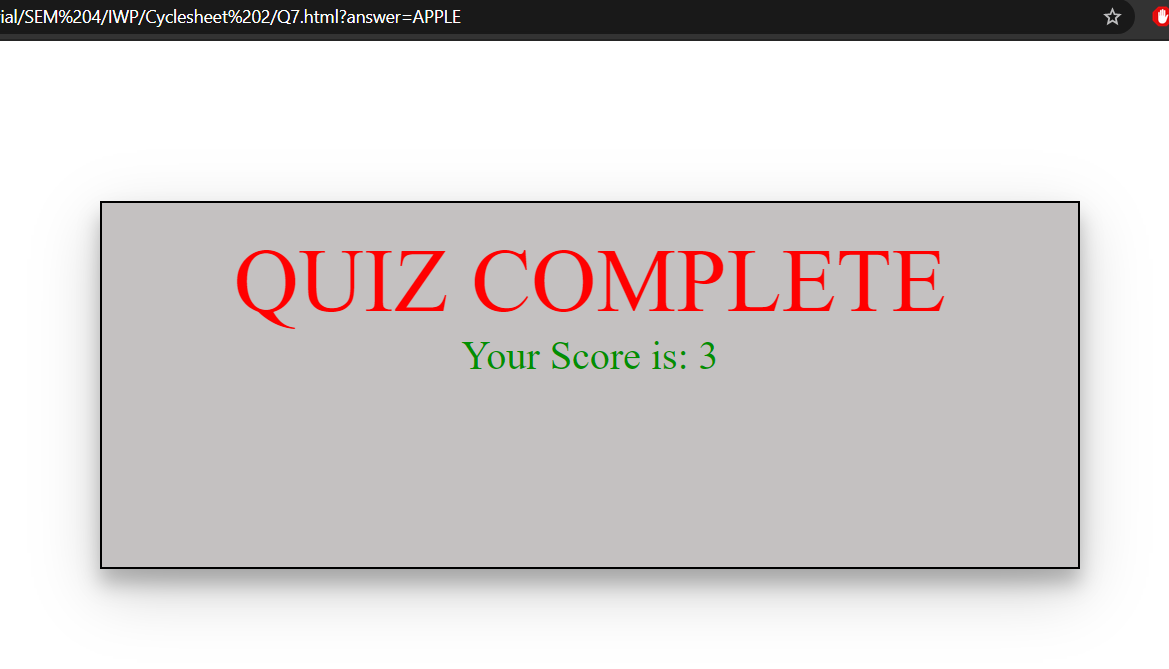 ial/SEM%204/IWP/Cyclesheet%202/Q7.html?answer=APPLE
QUIZ COMPLETE
Your Score is: 3